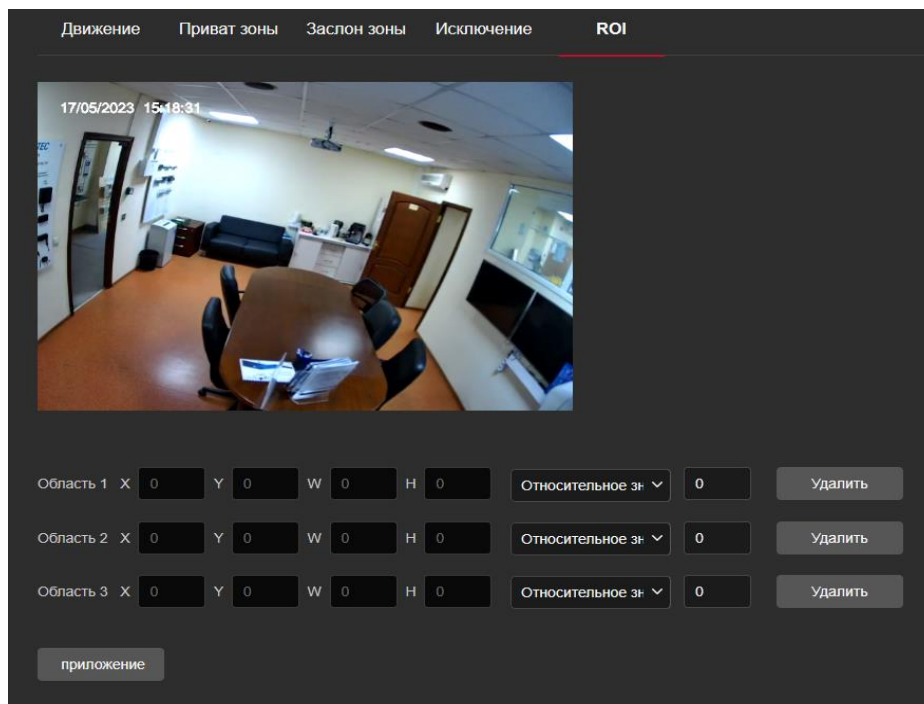 Движение Приват зоны Заслон зоны Исключение ROI
17/05/2023 15:18:31
Область 1 X 0 Y 0 W 0 H 0 Относительное зн 0 Удалить
Область 2 X 0 Y 0 W 0 H 0 Относительное зн 0 Удалить
Область 3 X 0 Y 0 W 0 H 0 Относительное зн 0 Удалить
приложение